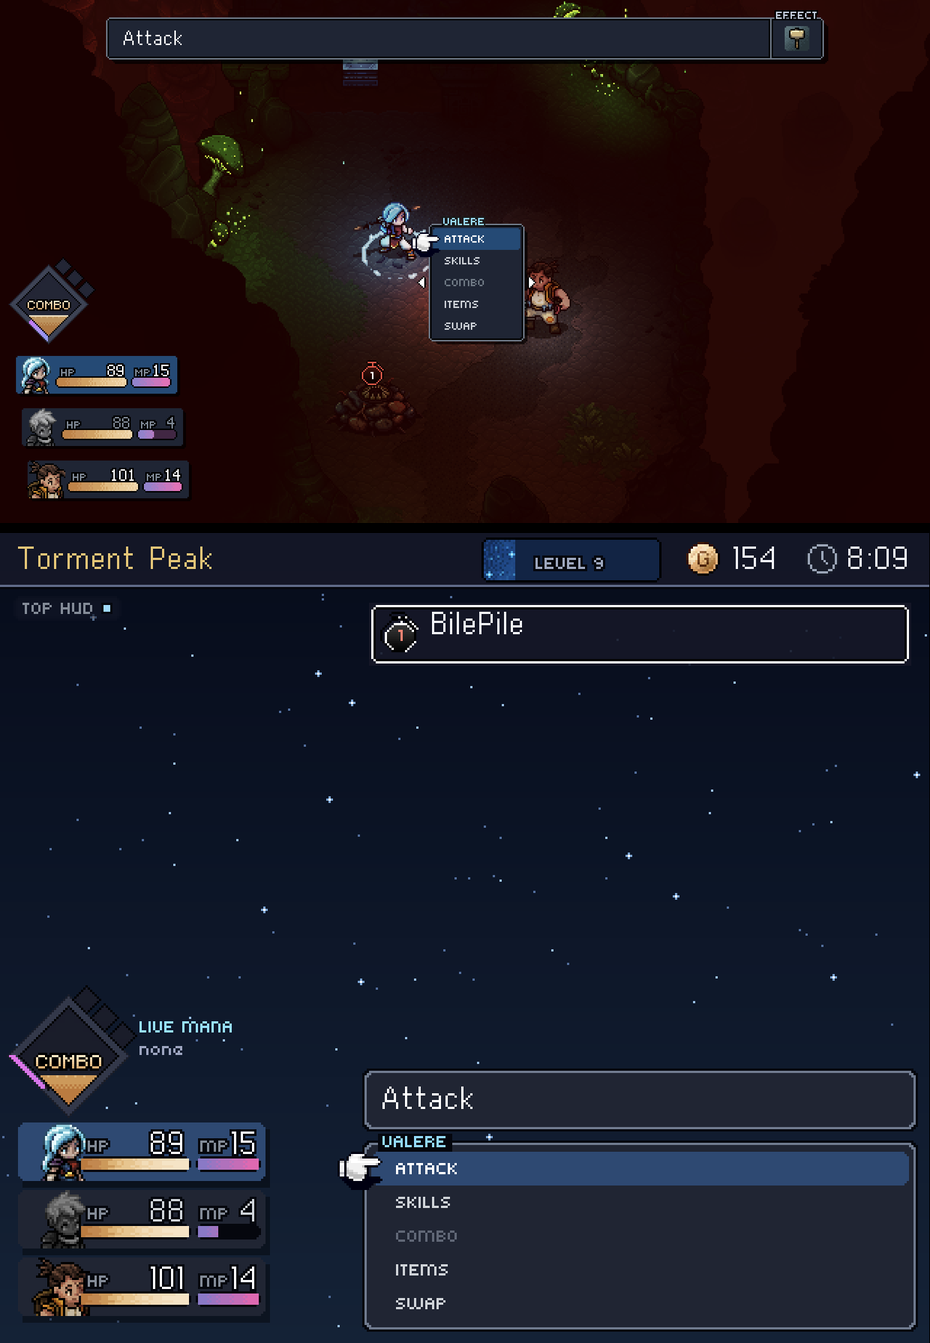 EFFECT
Attack
VALERE
ATTACK
SKILLS
COMBO
ITEMS
SWAP
COMBO
HP 89 MP 15
HP 88 MP 4
HP 101 MP 14
1
Torment Peak LEVEL 9 G 154 8:09
TOP HUD
1 BilePile
LIVE MANA
none
COMBO
HP 89 MP 15
HP 88 MP 4
HP 101 MP 14
Attack
VALERE
ATTACK
SKILLS
COMBO
ITEMS
SWAP